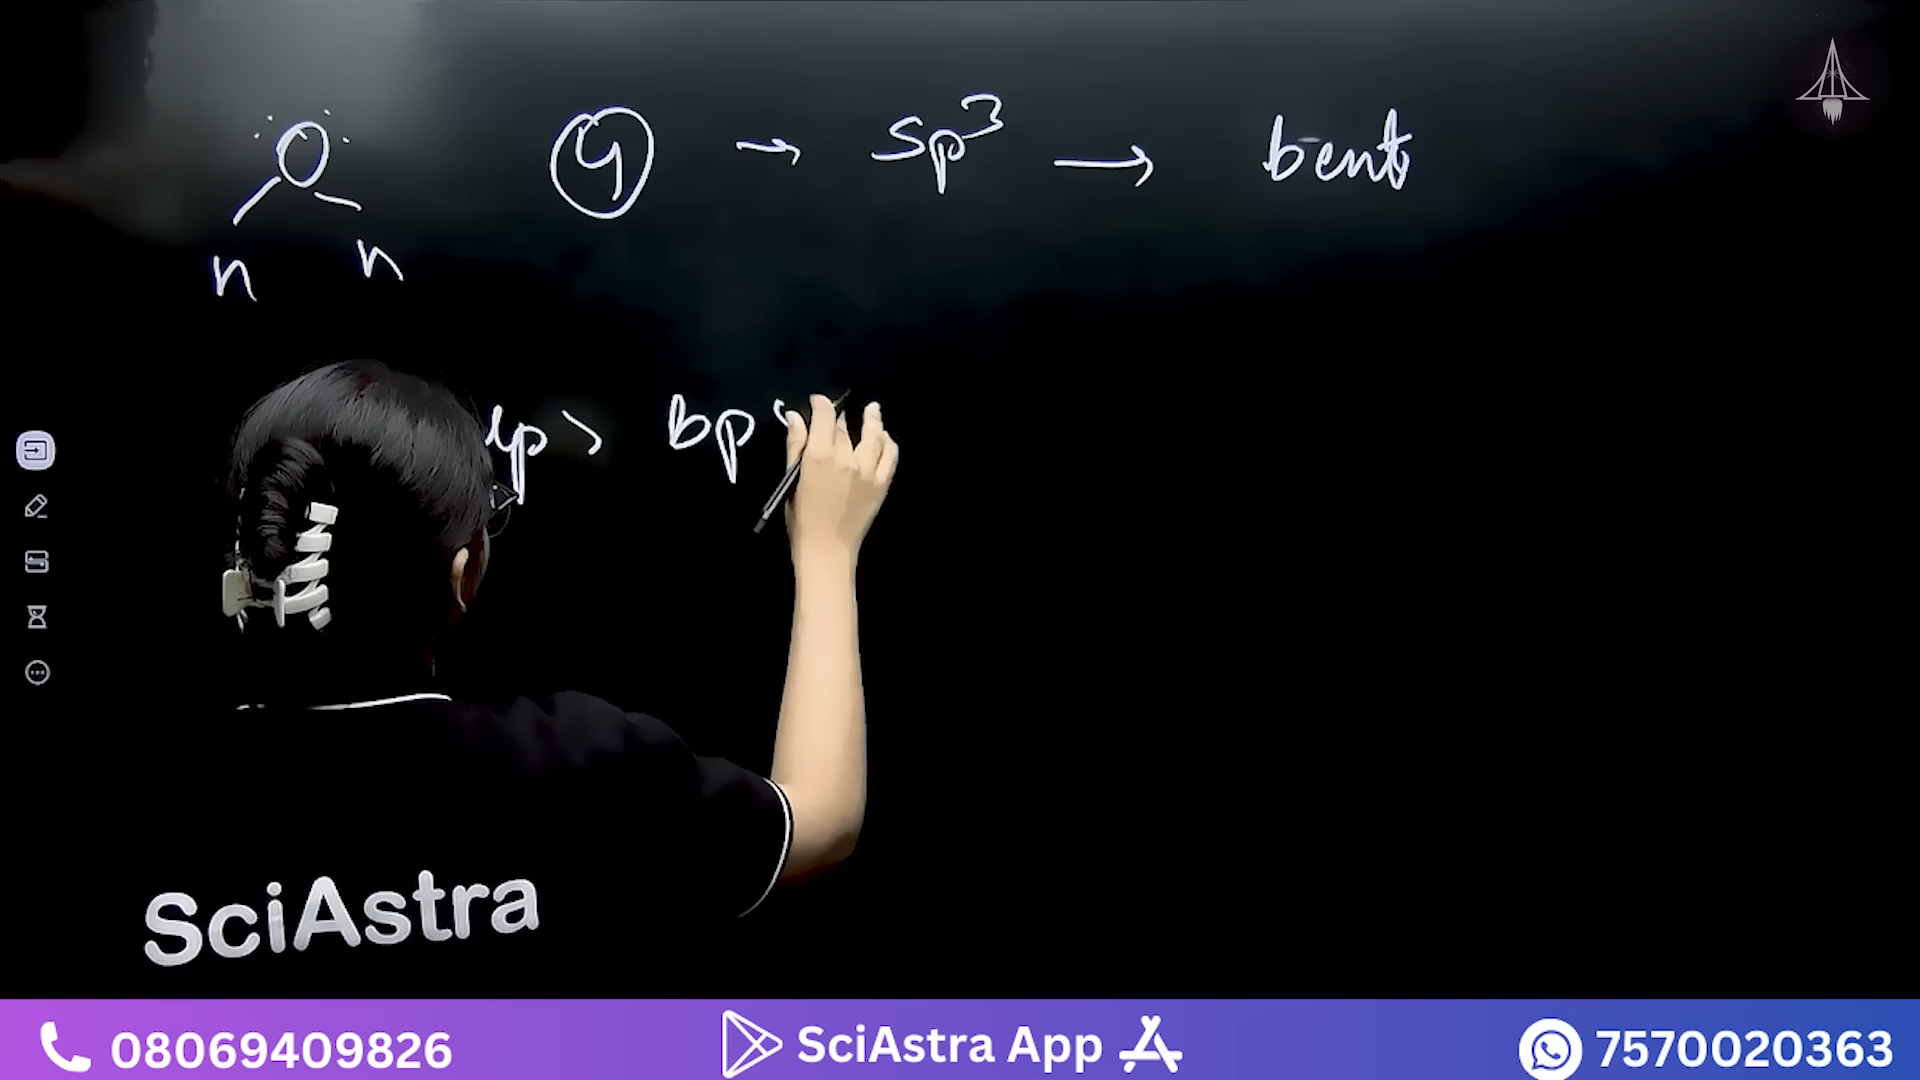 O 4 → sp³ → bent
n n
lp > bp
SciAstra
08069409826 SciAstra App 7570020363